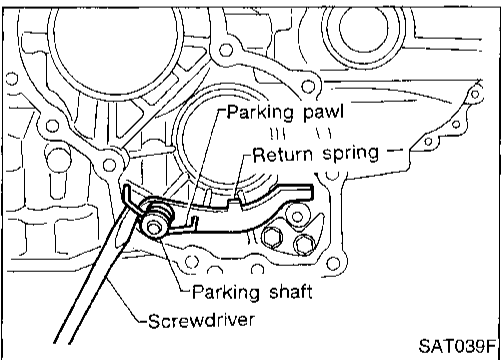 Parking pawl
Return spring
Parking shaft
Screwdriver
SAT039F